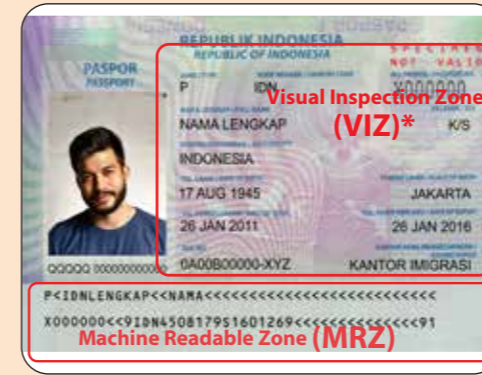 REPUBLIK INDONESIA
REPUBLIC OF INDONESIA
SPECIMEN
NOT VALID
PASPOR
PASSPORT
P IDN X000000
Visual Inspection Zone
(VIZ)*
NAMA LENGKAP K/S
INDONESIA
17 AUG 1945 JAKARTA
26 JAN 2011 26 JAN 2016
0A00B00000-XYZ KANTOR IMIGRASI
P<IDNLENGKAP<<NAMA<<<<<<<<<<<<<<<<<<<<<<<<<<
X000000<<9IDN4508179S1601269<<<<<<<<<<<<<<91
Machine Readable Zone (MRZ)